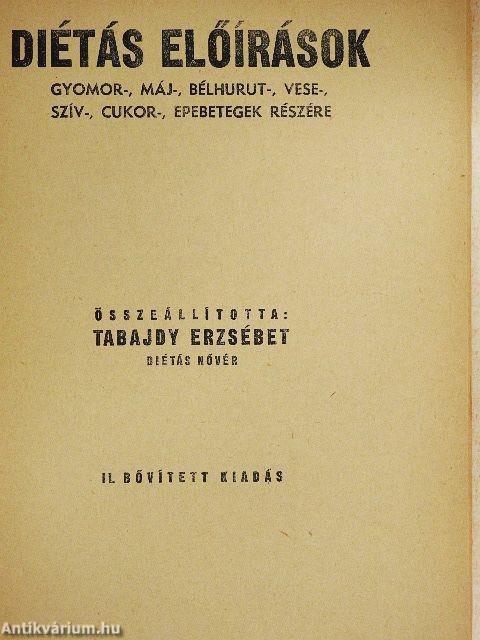 DIÉTÁS ELŐÍRÁSOK
GYOMOR-, MÁJ-, BÉLHURUT-, VESE-,
SZÍV-, CUKOR-, EPEBETEGEK RÉSZÉRE
ÖSSZEÁLLÍTOTTA:
TABAJDY ERZSÉBET
DIÉTÁS NŐVÉR
II. BŐVÍTETT KIADÁS
Antikvárium.hu